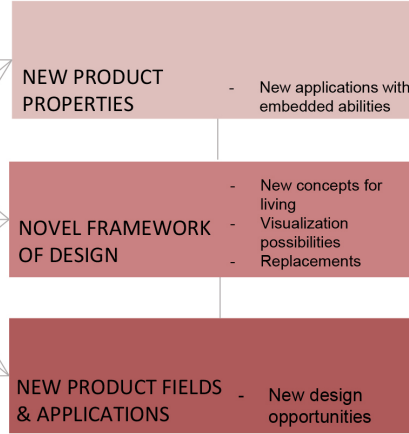 NEW PRODUCT
PROPERTIES
- New applications with
embedded abilities
NOVEL FRAMEWORK
OF DESIGN
- New concepts for
living
- Visualization
possibilities
- Replacements
NEW PRODUCT FIELDS
& APPLICATIONS
- New design
opportunities